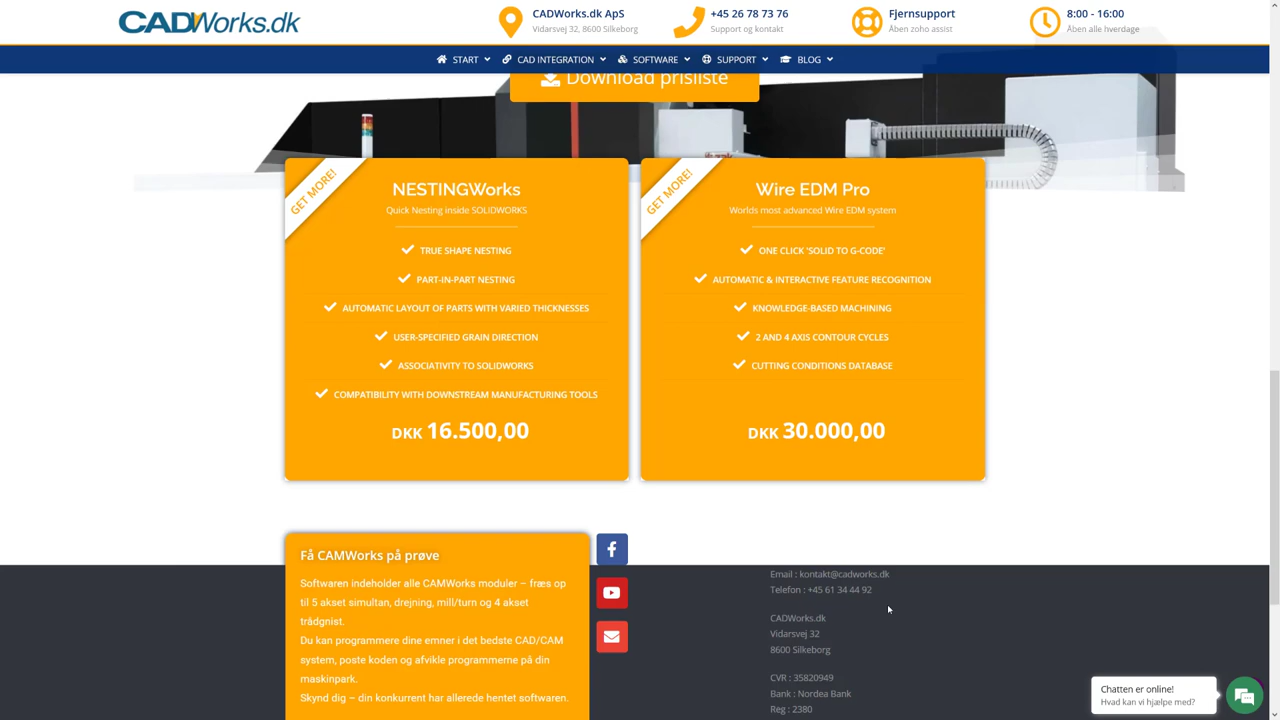 CADWorks.dk
CADWorks.dk ApS
Vidarsvej 32, 8600 Silkeborg
+45 26 78 73 76
Support og kontakt
Fjernsupport
Åben zoho assist
8:00 - 16:00
Åben alle hverdage
START
CAD INTEGRATION
SOFTWARE
SUPPORT
BLOG
Download prisliste
GET MORE!
NESTINGWorks
Quick Nesting inside SOLIDWORKS
TRUE SHAPE NESTING
PART-IN-PART NESTING
AUTOMATIC LAYOUT OF PARTS WITH VARIED THICKNESSES
USER-SPECIFIED GRAIN DIRECTION
ASSOCIATIVITY TO SOLIDWORKS
COMPATIBILITY WITH DOWNSTREAM MANUFACTURING TOOLS
DKK 16.500,00
GET MORE!
Wire EDM Pro
Worlds most advanced Wire EDM system
ONE CLICK 'SOLID TO G-CODE'
AUTOMATIC & INTERACTIVE FEATURE RECOGNITION
KNOWLEDGE-BASED MACHINING
2 AND 4 AXIS CONTOUR CYCLES
CUTTING CONDITIONS DATABASE
DKK 30.000,00
Få CAMWorks på prøve
Softwaren indeholder alle CAMWorks moduler – fræs op
til 5 akset simultan, drejning, mill/turn og 4 akset
trådgnist.
Du kan programmere dine emner i det bedste CAD/CAM
system, poste koden og afvikle programmerne på din
maskinpark.
Skynd dig – din konkurrent har allerede hentet softwaren.
Email : kontakt@cadworks.dk
Telefon : +45 61 34 44 92
CADWorks.dk
Vidarsvej 32
8600 Silkeborg
CVR : 35820949
Bank : Nordea Bank
Reg : 2380
Chatten er online!
Hvad kan vi hjælpe med?